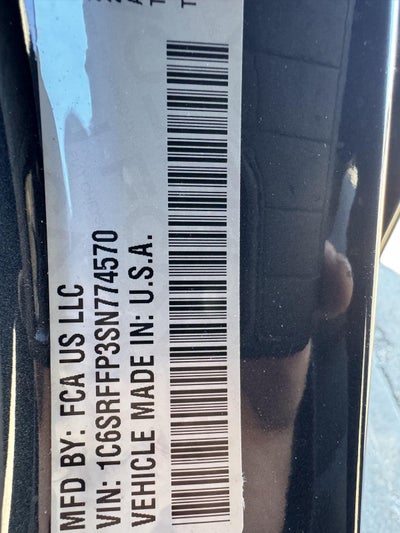 MFD BY: FCA US LLC
VIN: 1C6SRFFP3SN774570
VEHICLE MADE IN: U.S.A.